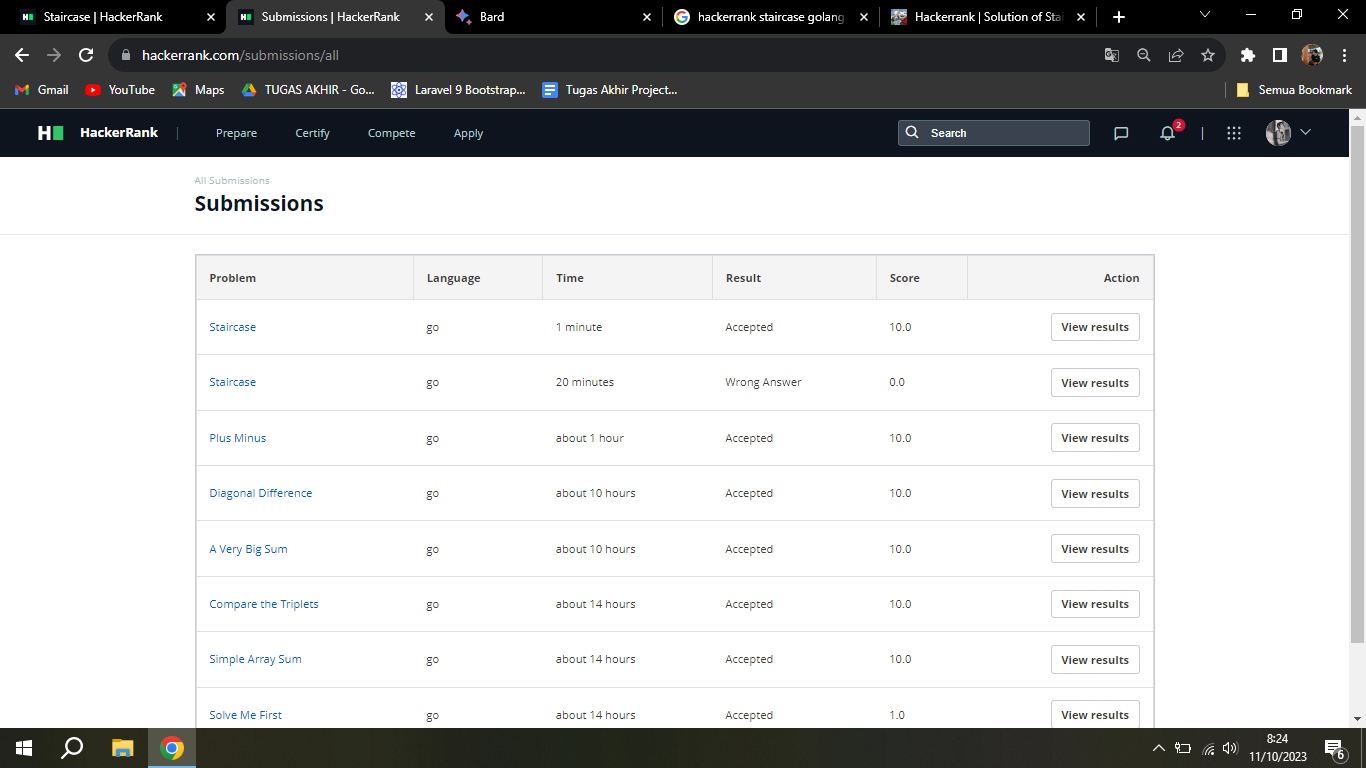 Staircase | HackerRank
Submissions | HackerRank
Bard
hackerrank staircase golang
Hackerrank | Solution of Stai
hackerrank.com/submissions/all
Gmail
YouTube
Maps
TUGAS AKHIR - Go...
Laravel 9 Bootstrap...
Tugas Akhir Project...
Semua Bookmark
H HackerRank | Prepare Certify Compete Apply Search 2
All Submissions
Submissions
Problem Language Time Result Score Action
Staircase go 1 minute Accepted 10.0 View results
Staircase go 20 minutes Wrong Answer 0.0 View results
Plus Minus go about 1 hour Accepted 10.0 View results
Diagonal Difference go about 10 hours Accepted 10.0 View results
A Very Big Sum go about 10 hours Accepted 10.0 View results
Compare the Triplets go about 14 hours Accepted 10.0 View results
Simple Array Sum go about 14 hours Accepted 10.0 View results
Solve Me First go about 14 hours Accepted 1.0 View results
8:24
11/10/2023
6